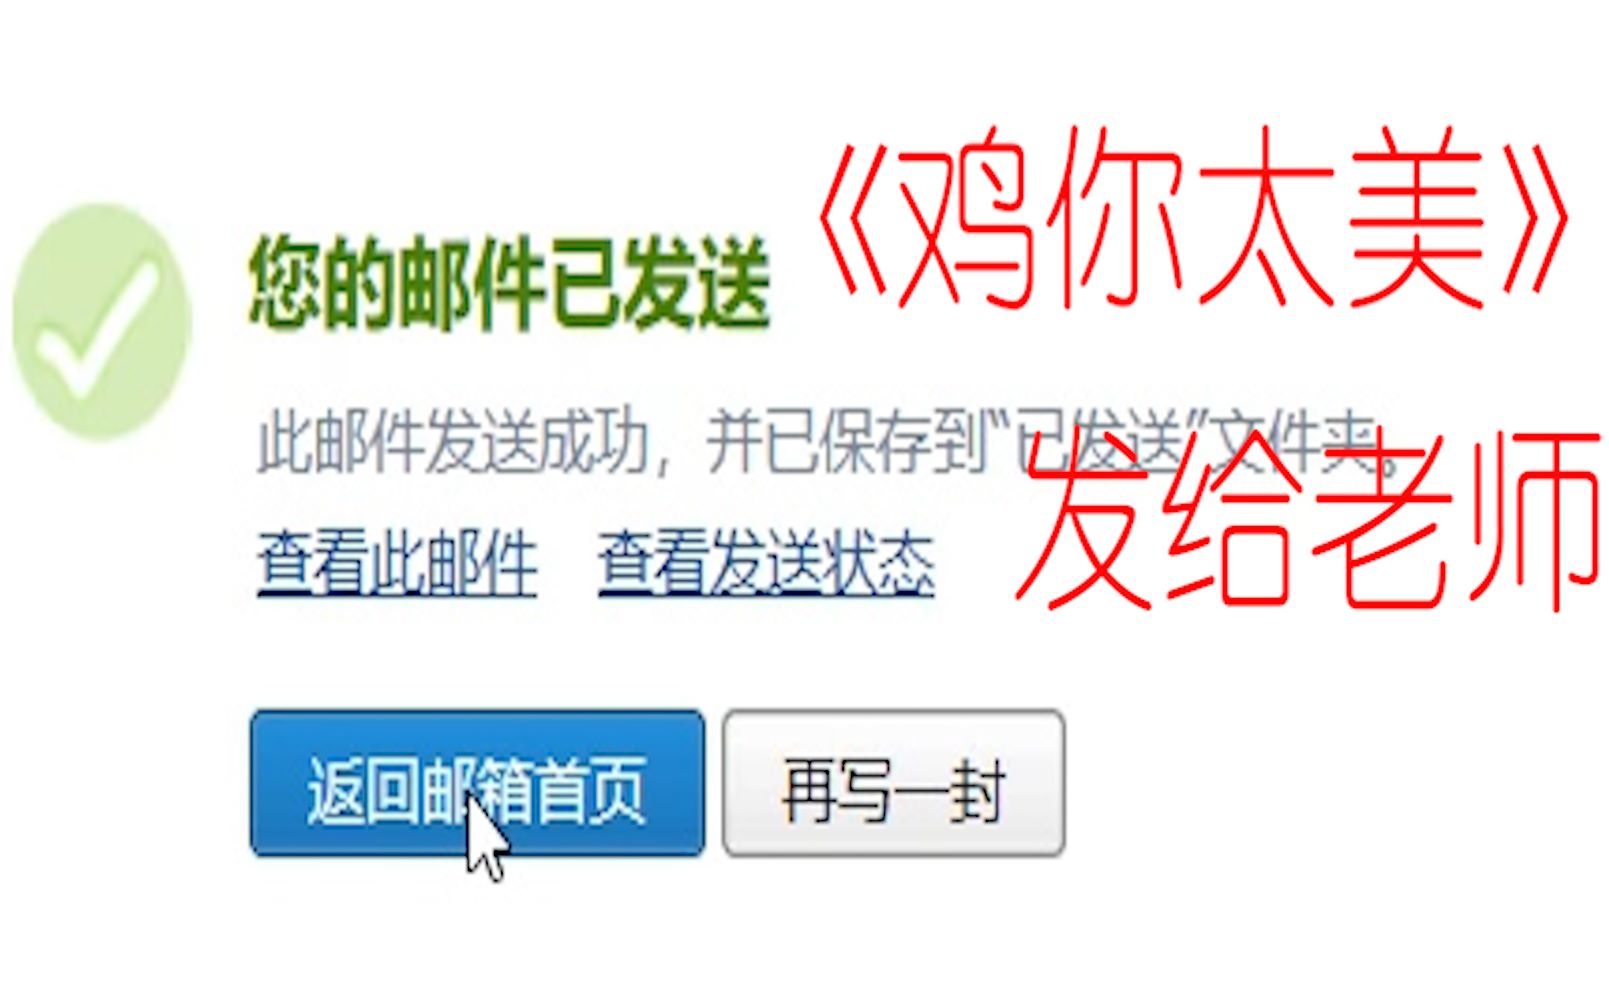 《鸡你太美》
您的邮件已发送
此邮件发送成功，并已保存到“已发送”文件夹。
发给老师
查看此邮件 查看发送状态
返回邮箱首页 再写一封